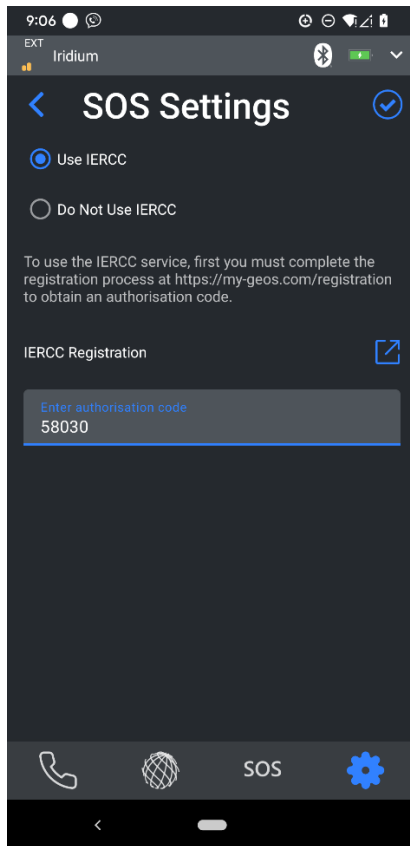 9:06
EXT
Iridium
SOS Settings
Use IERCC
Do Not Use IERCC
To use the IERCC service, first you must complete the
registration process at https://my-geos.com/registration
to obtain an authorisation code.
IERCC Registration
Enter authorisation code
58030
SOS